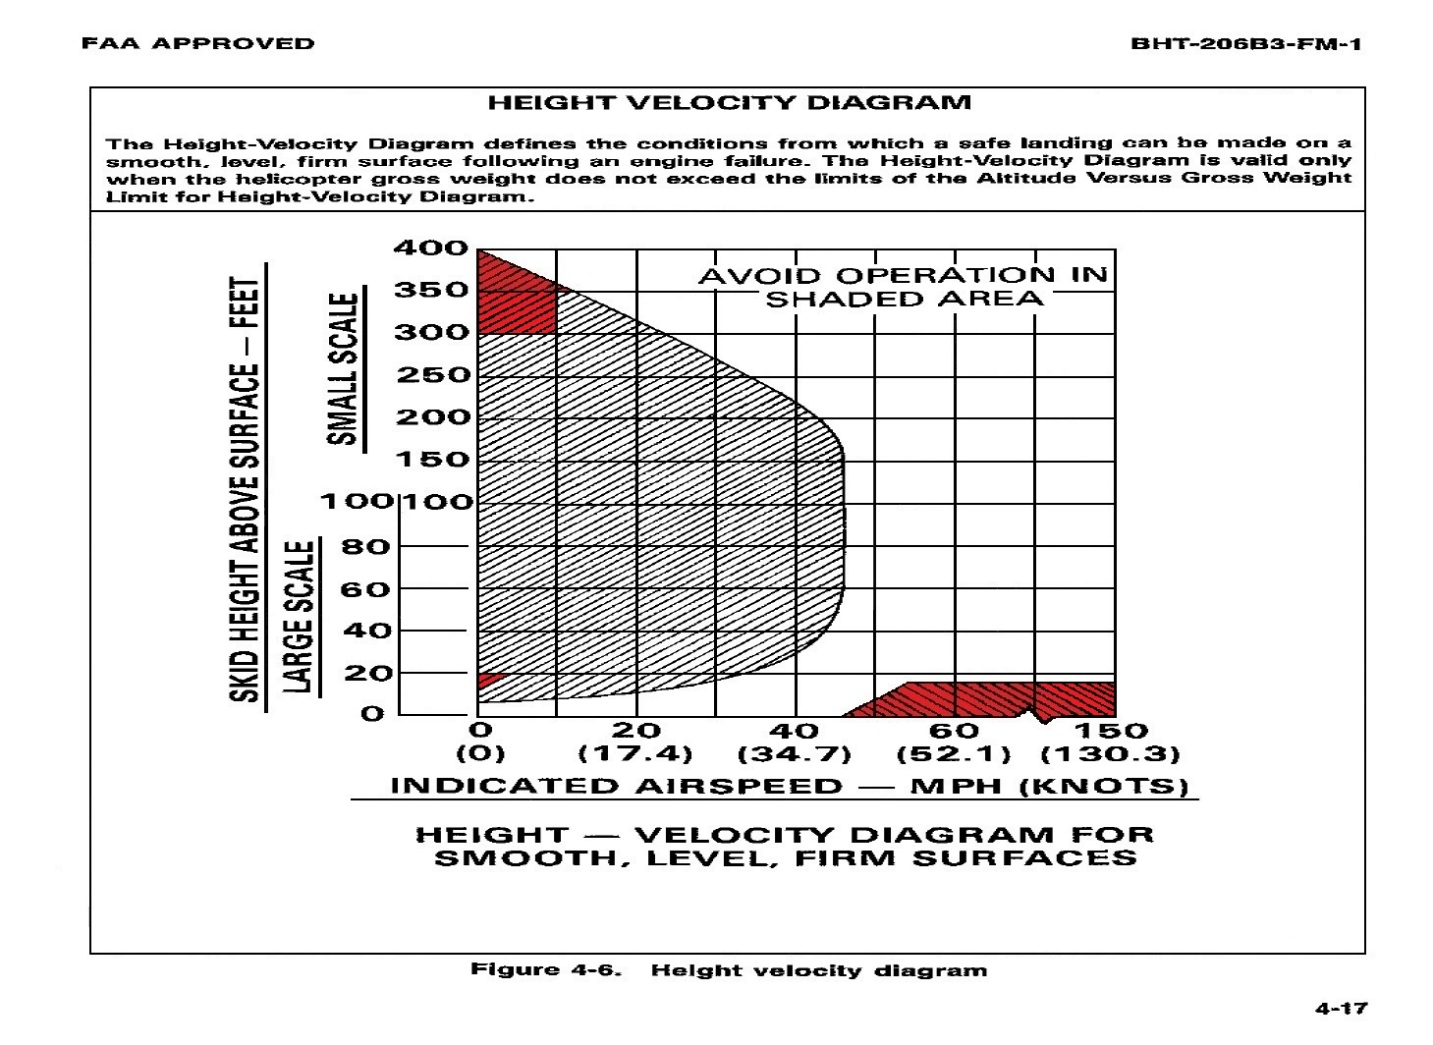 FAA APPROVED
BHT-206B3-FM-1
HEIGHT VELOCITY DIAGRAM
The Height-Velocity Diagram defines the conditions from which a safe landing can be made on a
smooth, level, firm surface following an engine failure. The Height-Velocity Diagram is valid only
when the helicopter gross weight does not exceed the limits of the Altitude Versus Gross Weight
Limit for Height-Velocity Diagram.
SKID HEIGHT ABOVE SURFACE – FEET
SMALL SCALE
LARGE SCALE
400
350
300
250
200
150
100 100
80
60
40
20
0
AVOID OPERATION IN
SHADED AREA
0 20 40 60 150
(0) (17.4) (34.7) (52.1) (130.3)
INDICATED AIRSPEED — MPH (KNOTS)
HEIGHT — VELOCITY DIAGRAM FOR
SMOOTH, LEVEL, FIRM SURFACES
Figure 4-6. Height velocity diagram
4-17